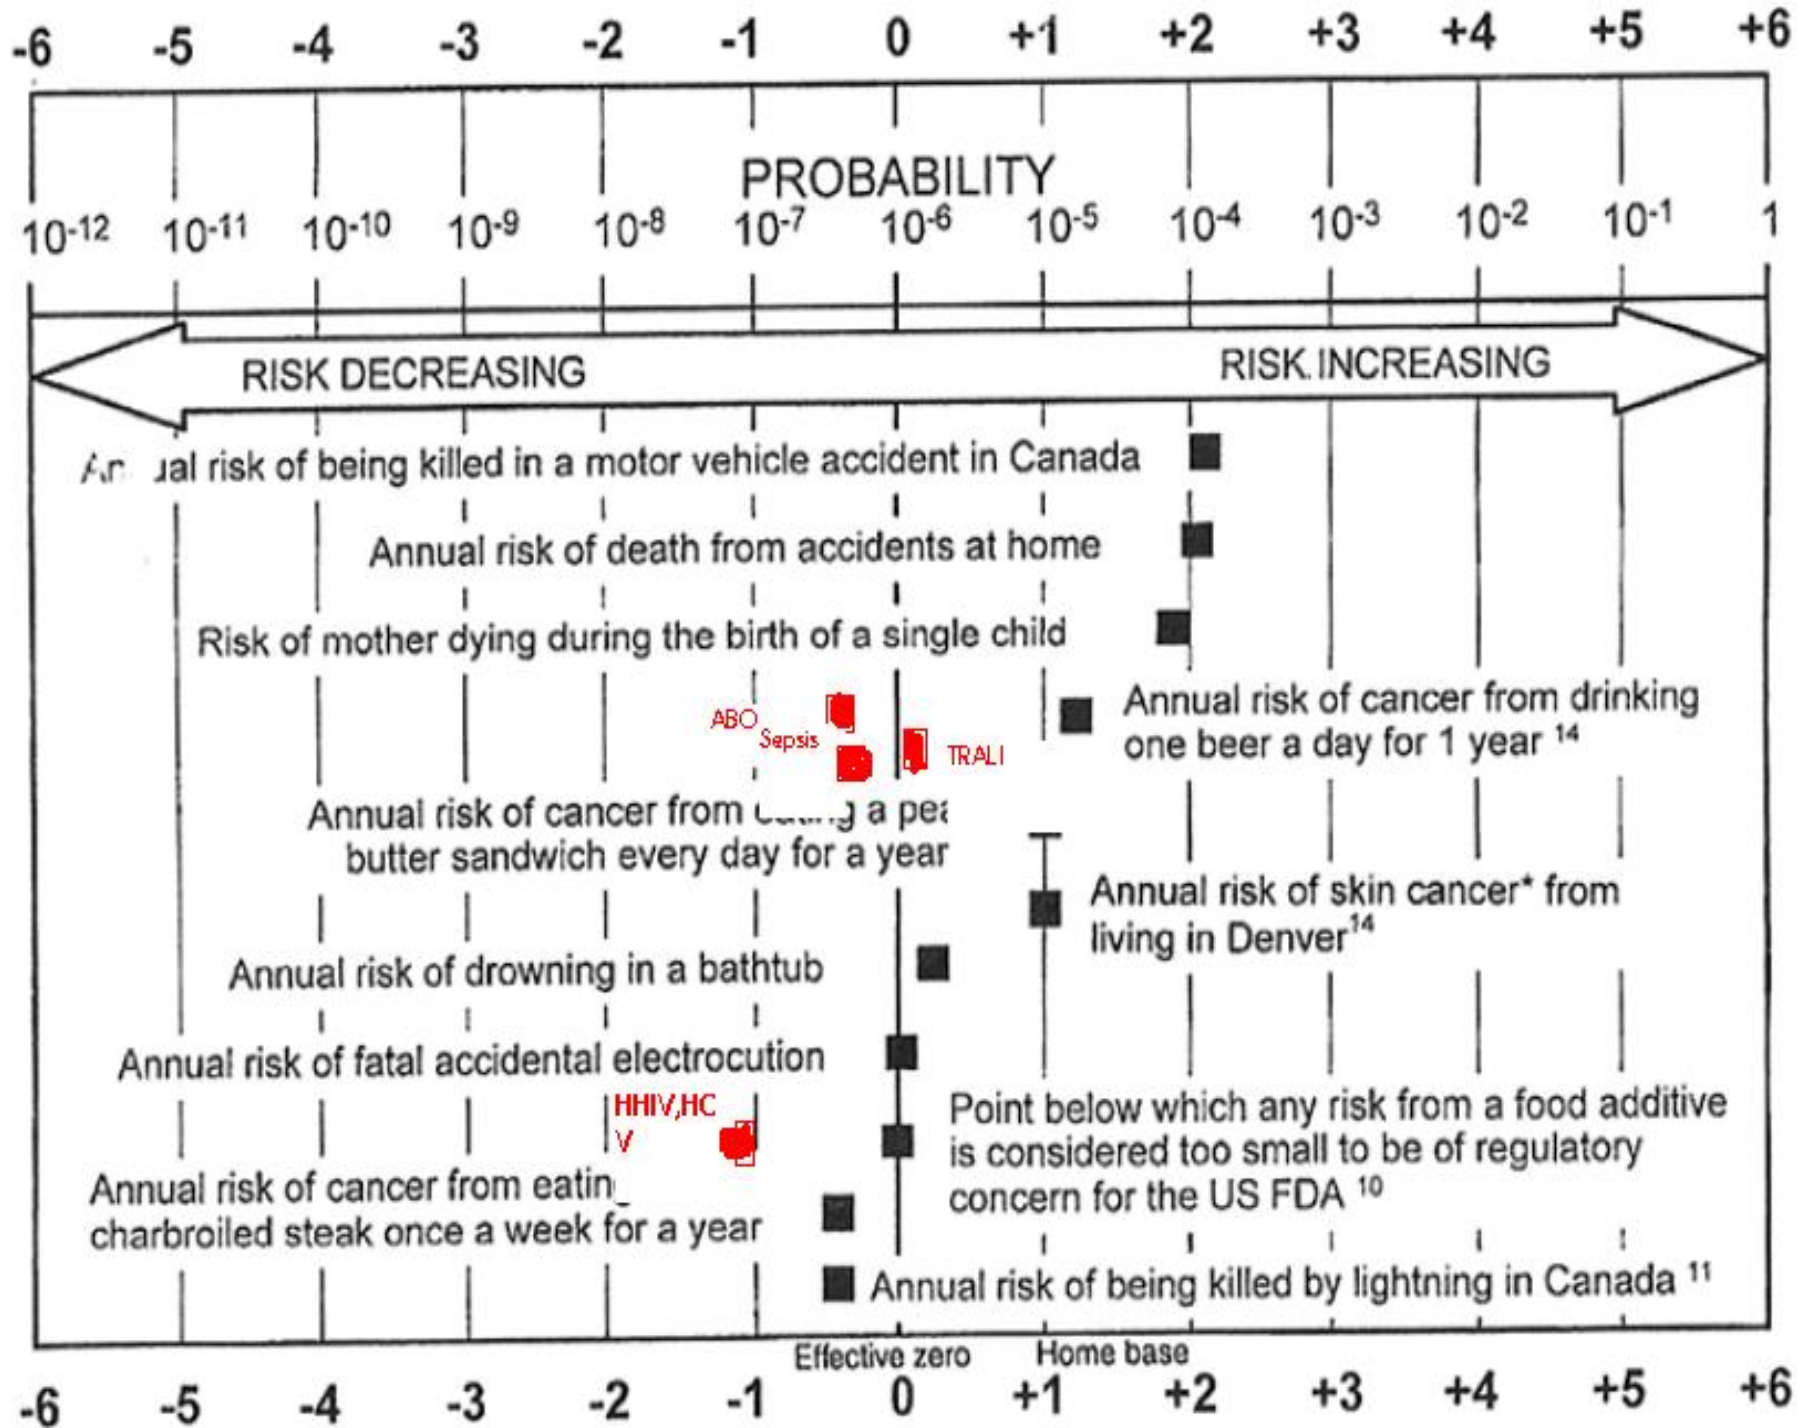 -6 -5 -4 -3 -2 -1 0 +1 +2 +3 +4 +5 +6
PROBABILITY
10-12 10-11 10-10 10-9 10-8 10-7 10-6 10-5 10-4 10-3 10-2 10-1 1
RISK DECREASING
RISK INCREASING
risk of being killed in a motor vehicle accident in Canada
Annual risk of death from accidents at home
Risk of mother dying during the birth of a single child
Annual risk of cancer from drinking
one beer a day for 1 year 14
ABO
Sepsis
TRALI
Annual risk of cancer from a
butter sandwich every day for a year
Annual risk of skin cancer* from
living in Denver14
Annual risk of drowning in a bathtub
Annual risk of fatal accidental electrocution
HHIV,HC
V
Point below which any risk from a food additive
is considered too small to be of regulatory
concern for the US FDA 10
Annual risk of cancer from
charbroiled steak once a week for a year
Annual risk of being killed by lightning in Canada 11
Effective zero Home base
-6 -5 -4 -3 -2 -1 0 +1 +2 +3 +4 +5 +6